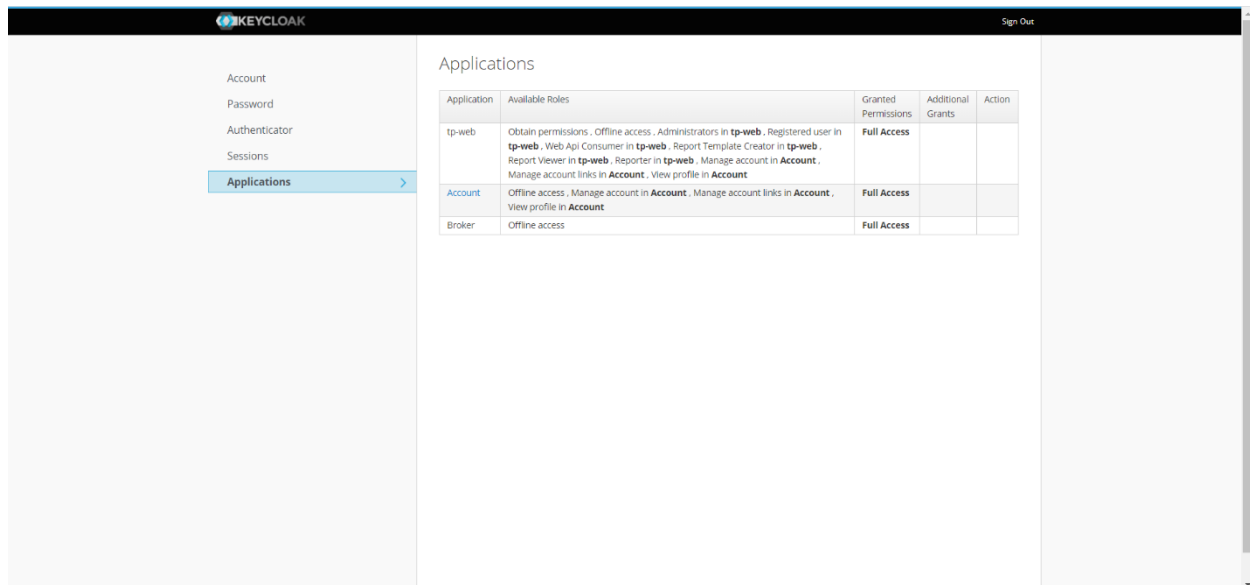 KEYCLOAK
Sign Out
Account
Password
Authenticator
Sessions
Applications
Applications
Application Available Roles Granted Permissions Additional Grants Action
tp-web Obtain permissions , Offline access , Administrators in tp-web , Registered user in Full Access
tp-web , Web Api Consumer in tp-web , Report Template Creator in tp-web ,
Report Viewer in tp-web , Reporter in tp-web , Manage account in Account ,
Manage account links in Account , View profile in Account
Account Offline access , Manage account in Account , Manage account links in Account , Full Access
View profile in Account
Broker Offline access Full Access